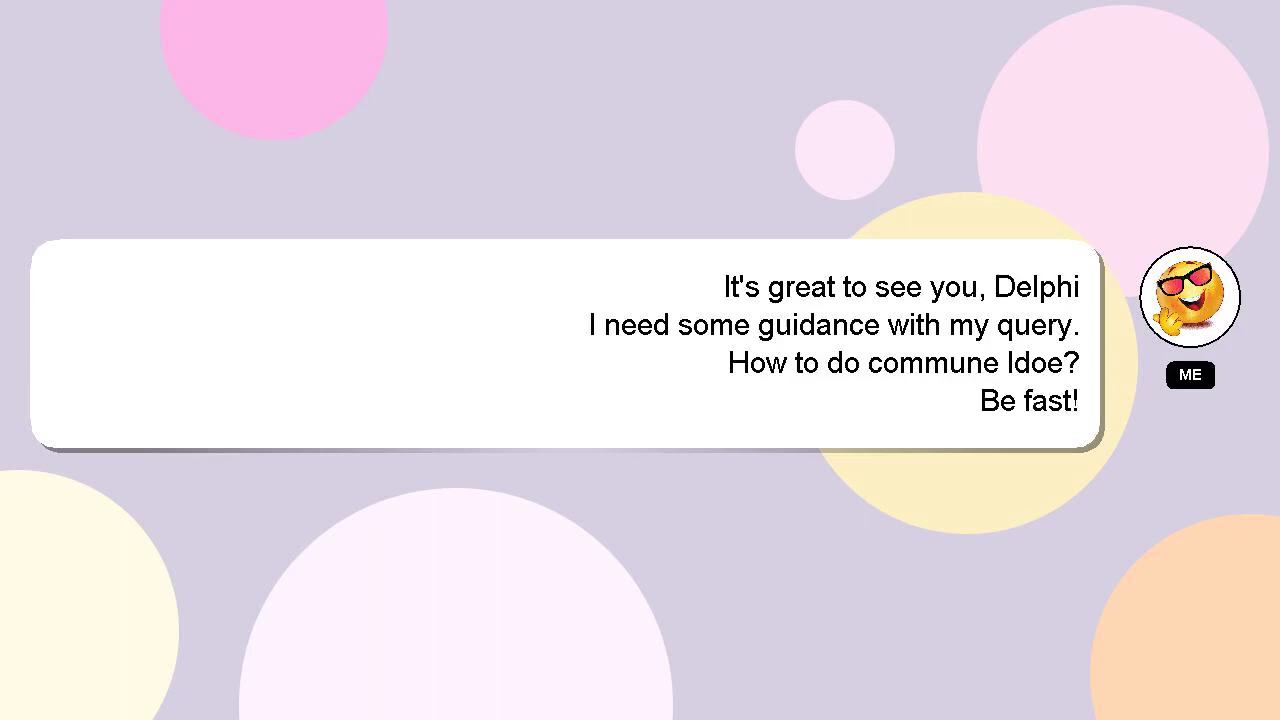 It's great to see you, Delphi
I need some guidance with my query.
How to do commune ldoe?
Be fast!
ME